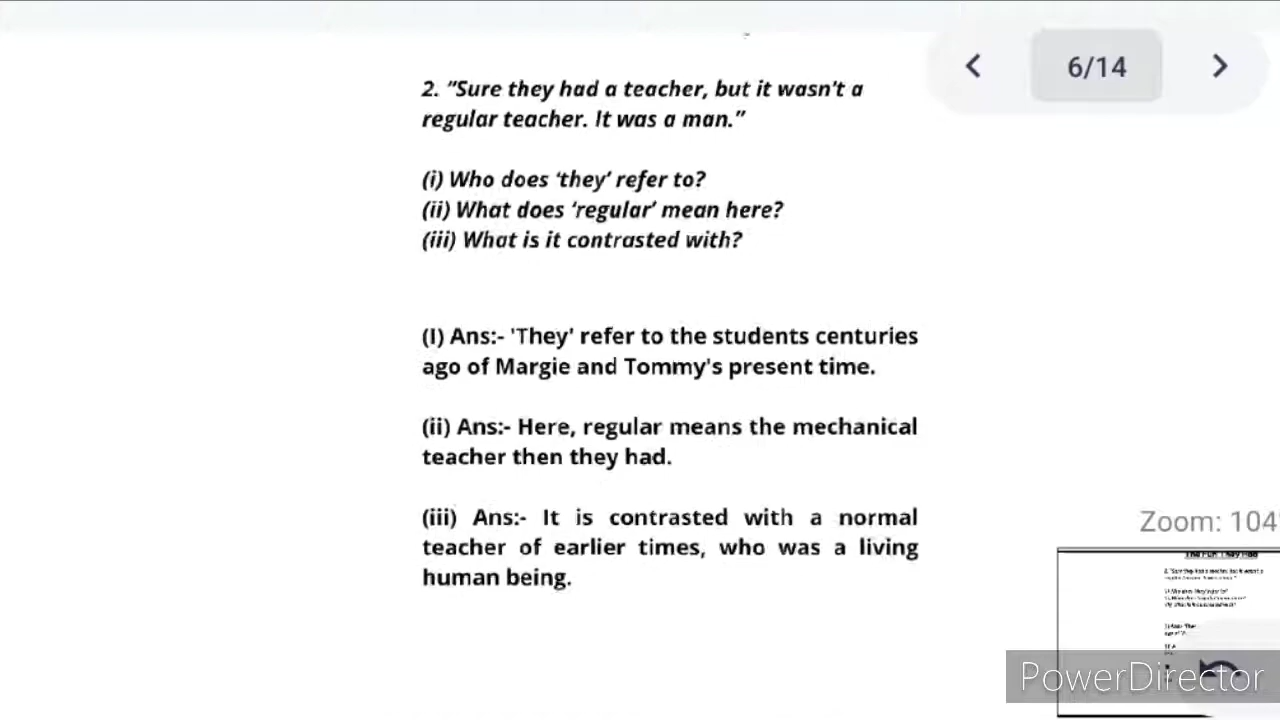 2. "Sure they had a teacher, but it wasn't a
regular teacher. It was a man."
(i) Who does 'they' refer to?
(ii) What does 'regular' mean here?
(iii) What is it contrasted with?
(I) Ans:- 'They' refer to the students centuries
ago of Margie and Tommy's present time.
(ii) Ans:- Here, regular means the mechanical
teacher then they had.
(iii) Ans:- It is contrasted with a normal
teacher of earlier times, who was a living
human being.
6/14
Zoom: 104
The Fun They Had
PowerDirector